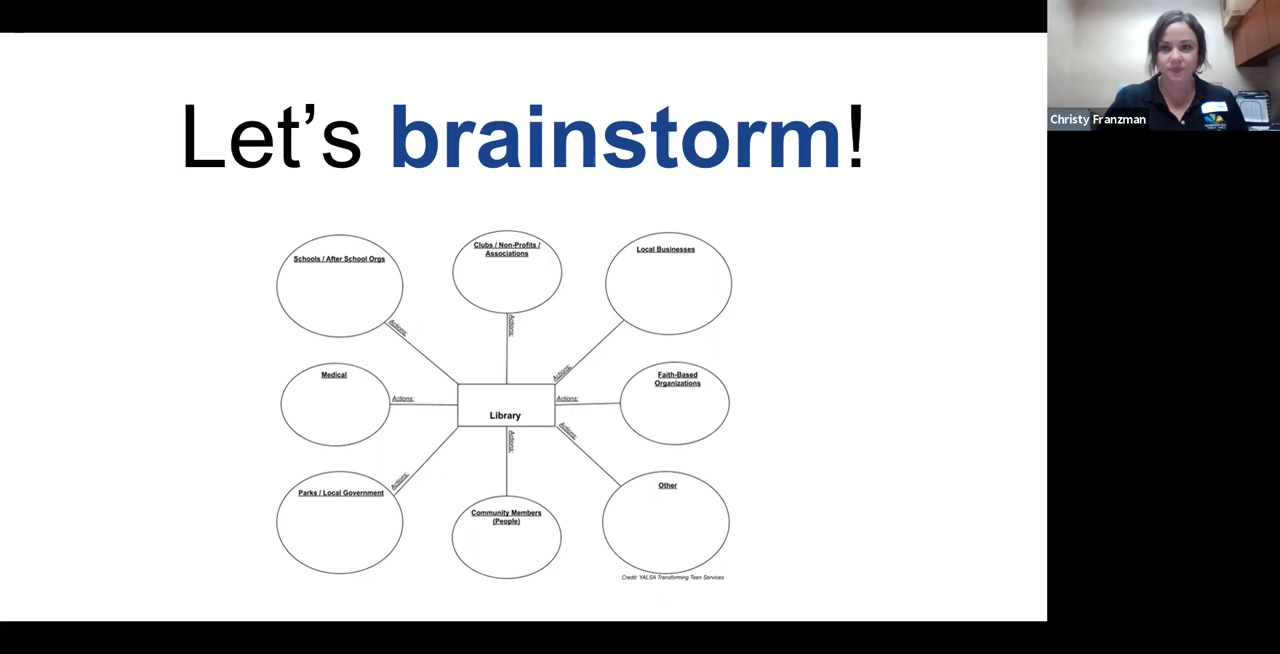 Let's brainstorm!
Christy Franzman
Schools / After School Orgs
Clubs / Non-Profits /
Associations
Local Businesses
Actions:
Actions:
Actions:
Medical
Actions:
Library
Actions:
Faith-Based
Organizations
Actions:
Actions:
Actions:
Parks / Local Government
Community Members
(People)
Other
Credit: YALSA Transforming Teen Services